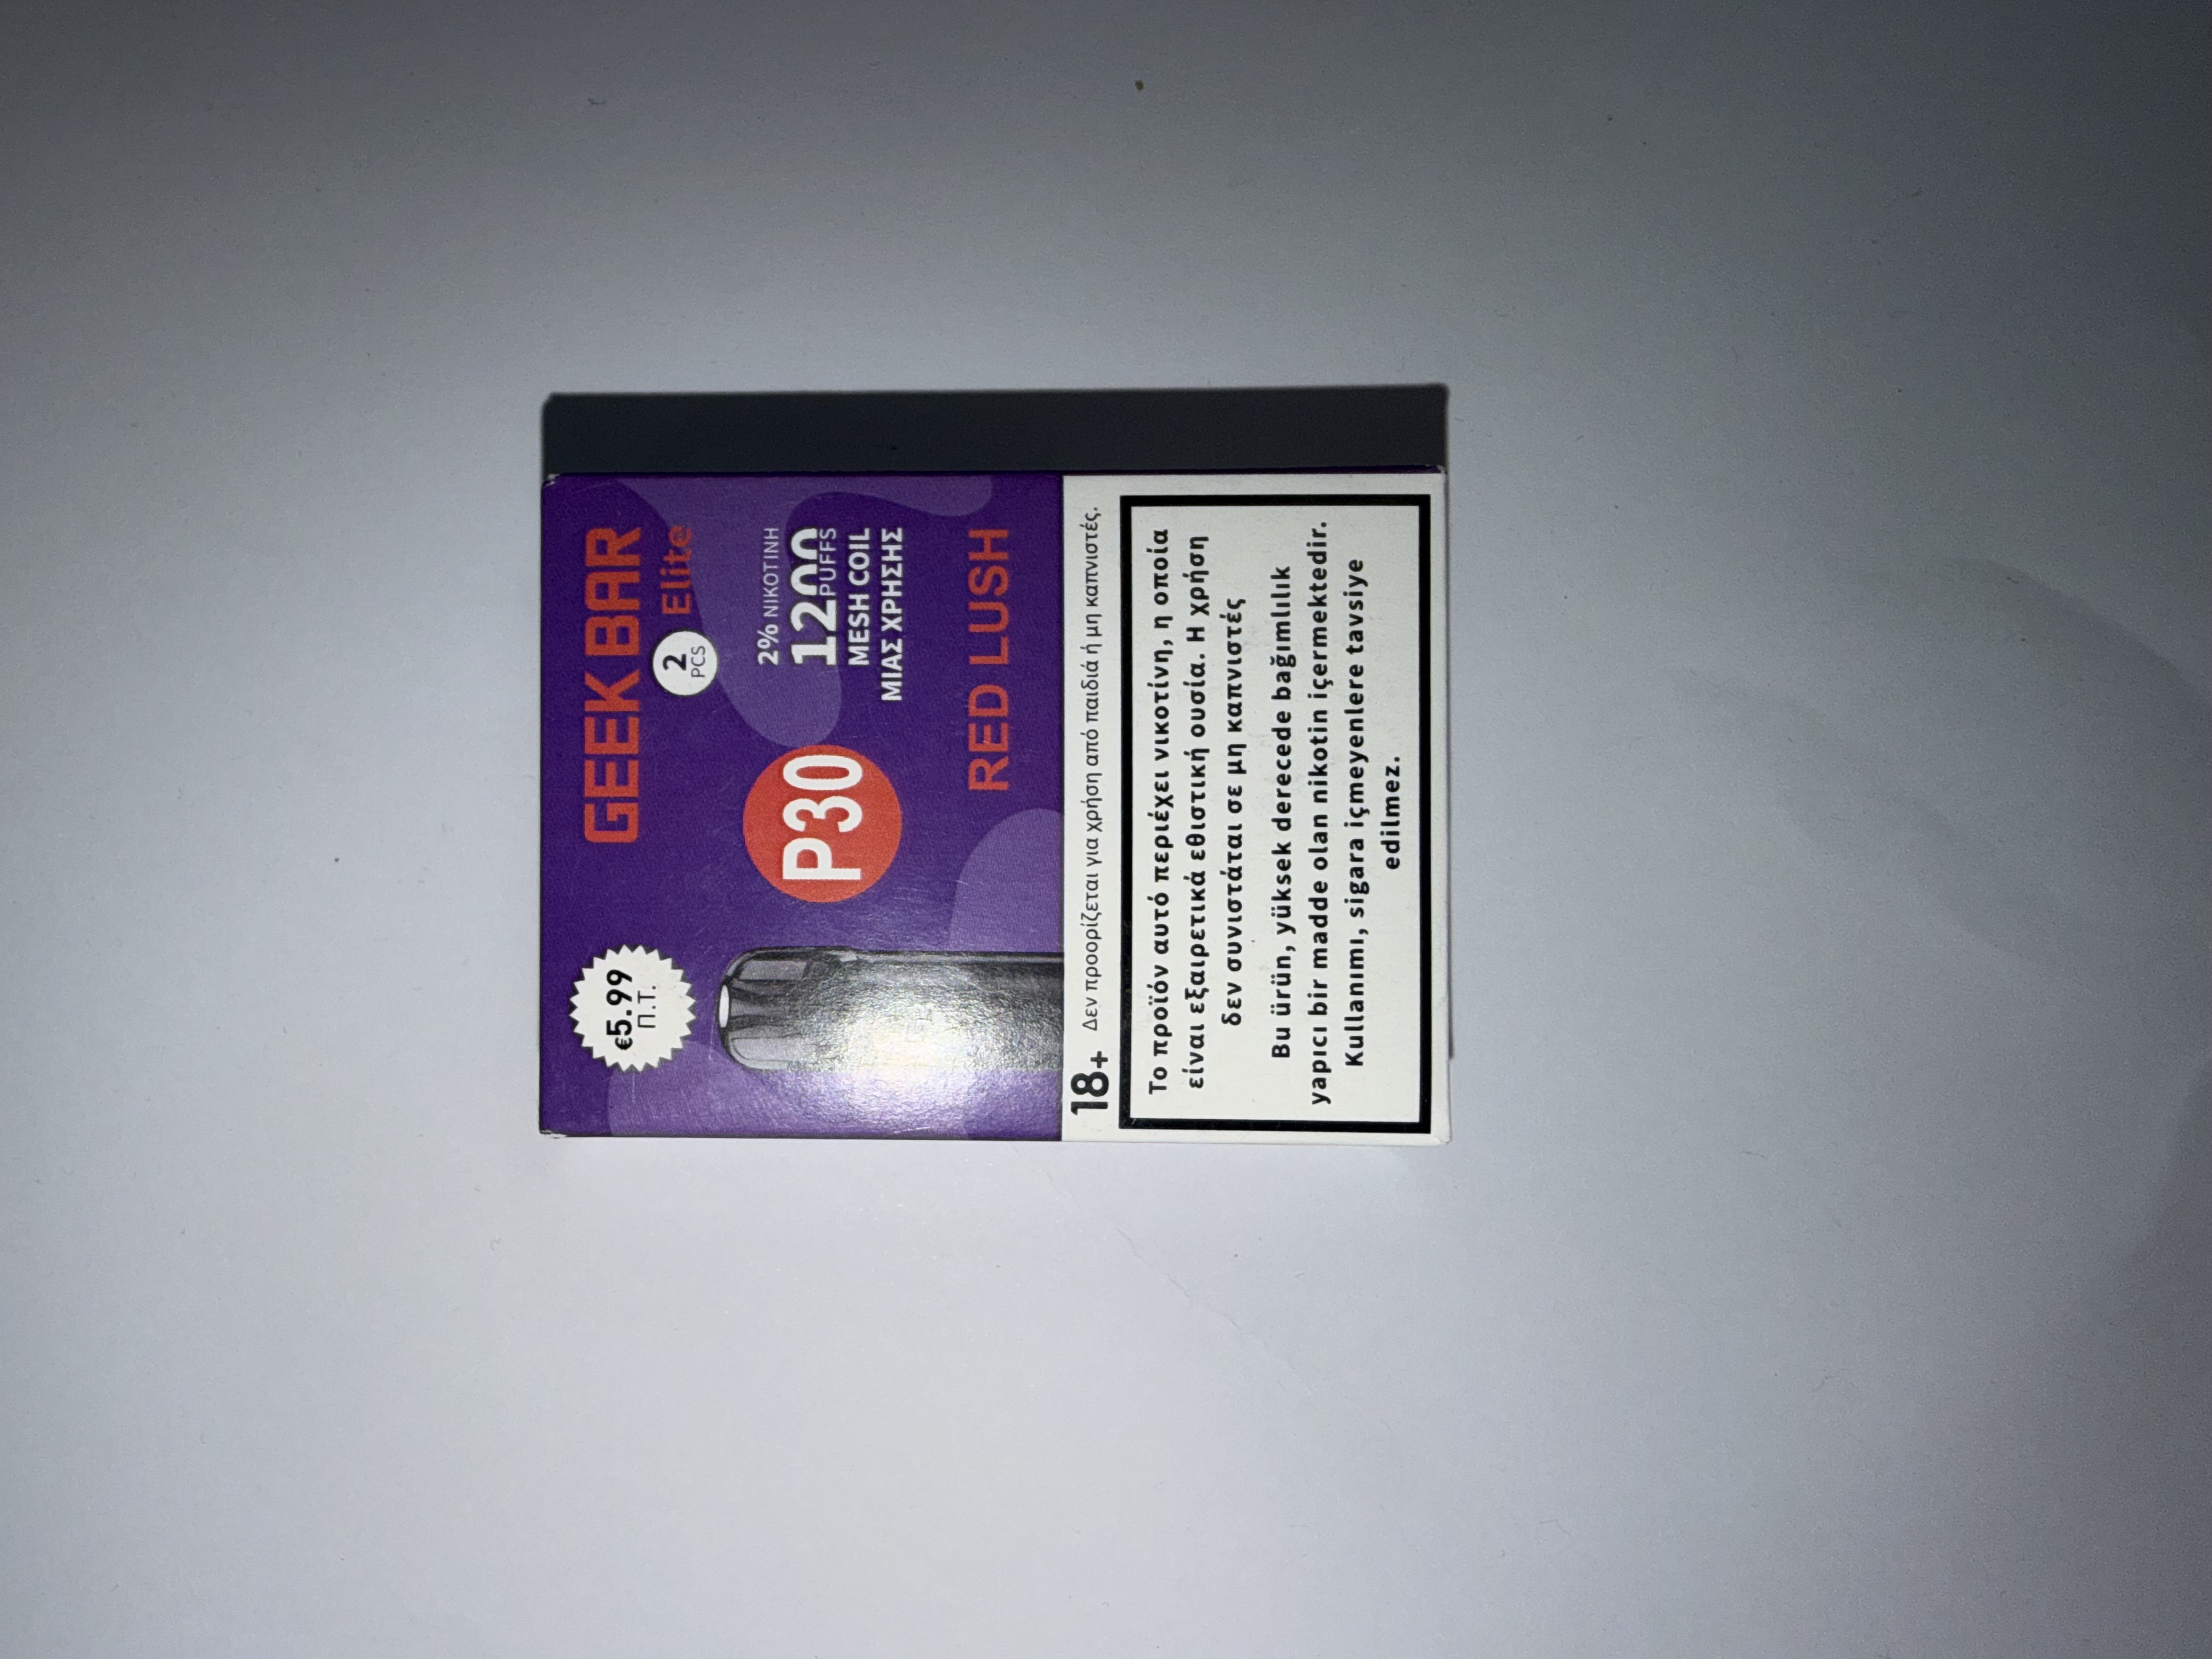 €5.99
Π.Τ.
GEEK BAR
2
PCS
Elite
P30
2% ΝΙΚΟΤΙΝΗ
1200
PUFFS
MESH COIL
ΜΙΑΣ ΧΡΗΣΗΣ
RED LUSH
18+ Δεν προορίζεται για χρήση από παιδιά ή μη καπνιστές.
Το προϊόν αυτό περιέχει νικοτίνη, η οποία
είναι εξαιρετικά εθιστική ουσία. Η χρήση
δεν συνιστάται σε μη καπνιστές
Bu ürün, yüksek derecede bağımlılık
yapıcı bir madde olan nikotin içermektedir.
Kullanımı, sigara içmeyenlere tavsiye
edilmez.